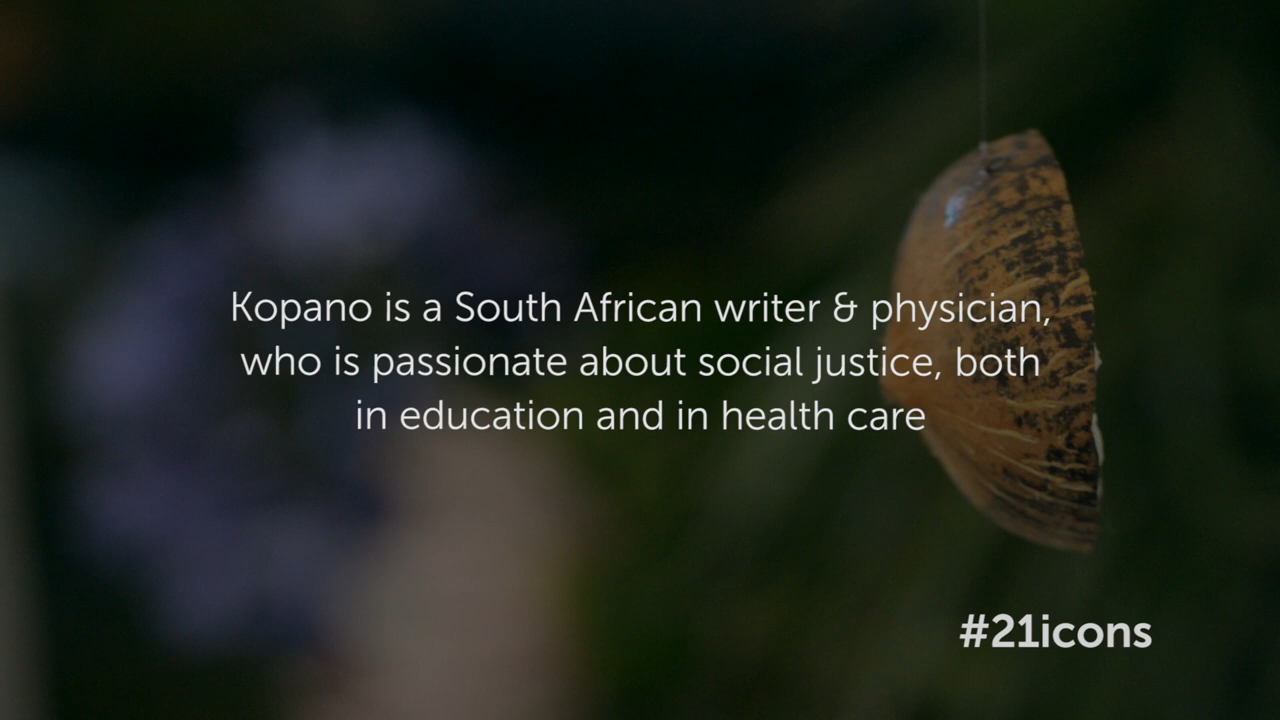 Kopano is a South African writer & physician,
who is passionate about social justice, both
in education and in health care
#21icons